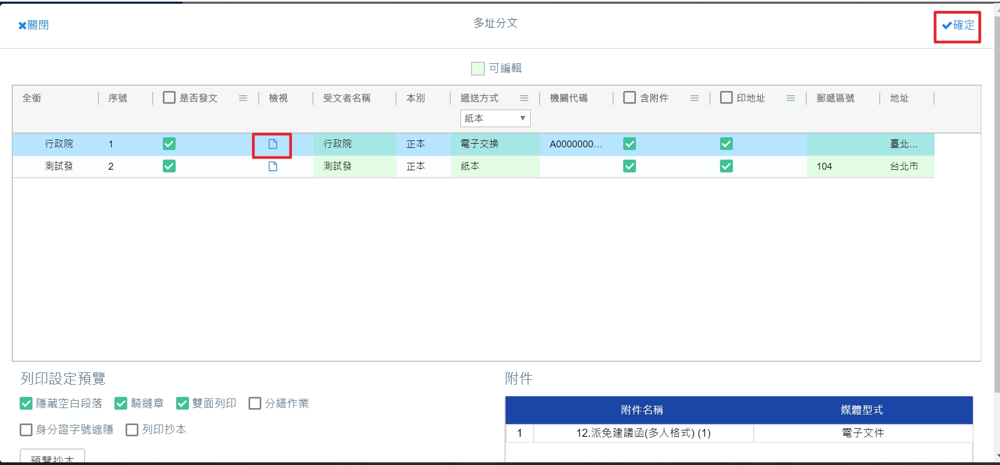 關閉
多址分文
確定
可編輯
全銜 序號 是否發文 檢視 受文者名稱 本別 遞送方式 機關代碼 含附件 印地址 郵遞區號 地址
紙本
行政院 1 行政院 正本 電子交換 A0000000... 臺北...
測試發 2 測試發 正本 紙本 104 台北市
列印設定預覽
隱藏空白段落 騎縫章 雙面列印 分繕作業
身分證字號遮隱 列印抄本
預覽抄本
附件
附件名稱 媒體型式
1 12.派免建議函(多人格式) (1) 電子文件